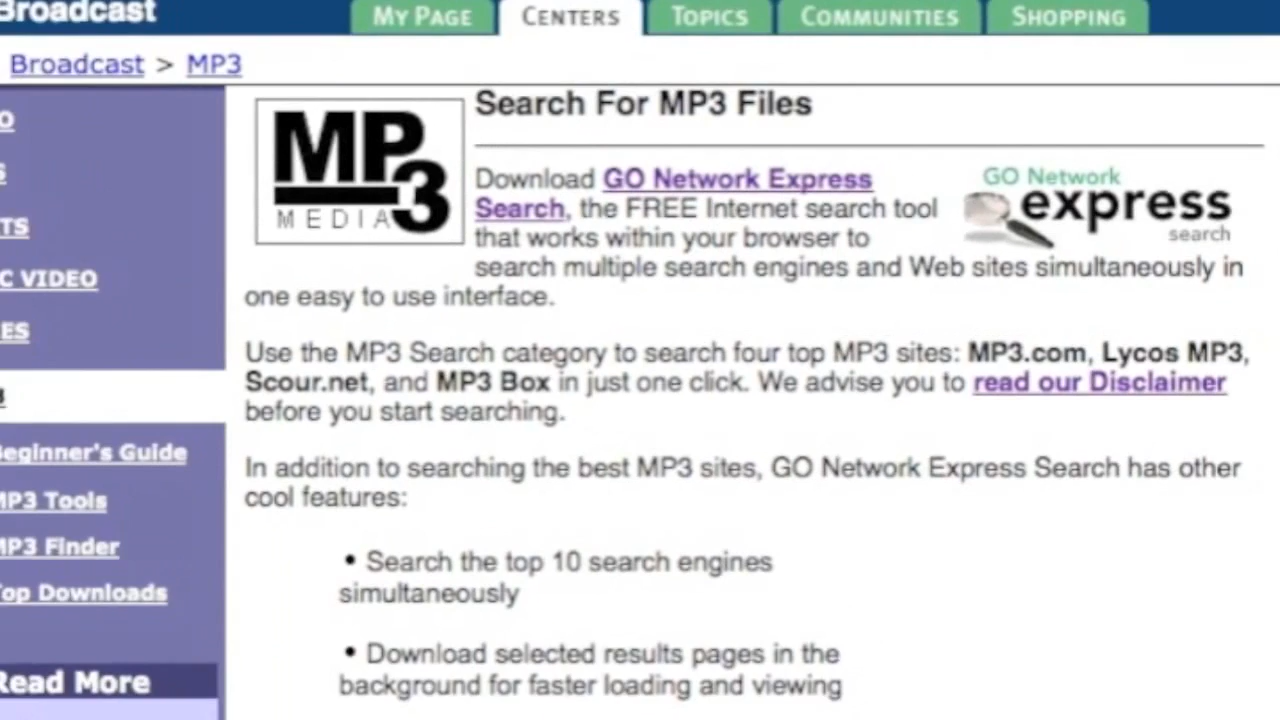 Broadcast
MY PAGE
CENTERS
TOPICS
COMMUNITIES
SHOPPING
Broadcast > MP3
O
S
TS
C VIDEO
ES
3
Beginner's Guide
MP3 Tools
MP3 Finder
Top Downloads
Read More
MP3
MEDIA
Search For MP3 Files
Download GO Network Express
Search, the FREE Internet search tool
that works within your browser to
search multiple search engines and Web sites simultaneously in
one easy to use interface.
GO Network
express
search
Use the MP3 Search category to search four top MP3 sites: MP3.com, Lycos MP3,
Scour.net, and MP3 Box in just one click. We advise you to read our Disclaimer
before you start searching.
In addition to searching the best MP3 sites, GO Network Express Search has other
cool features:
• Search the top 10 search engines
simultaneously
• Download selected results pages in the
background for faster loading and viewing